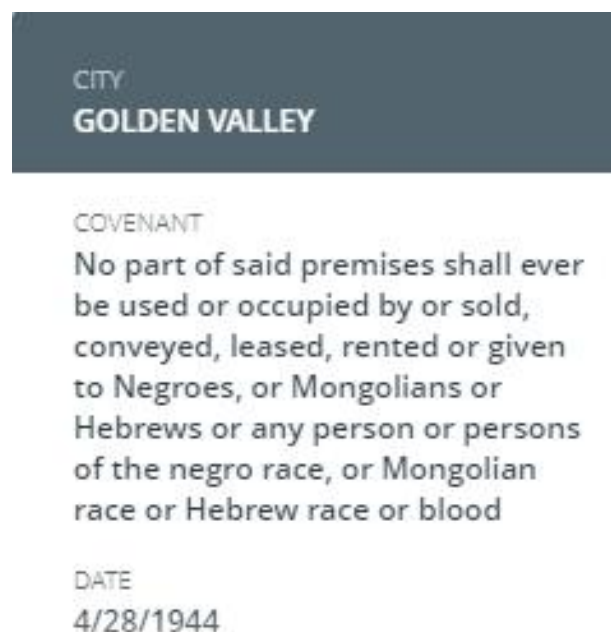 CITY
GOLDEN VALLEY
COVENANT
No part of said premises shall ever
be used or occupied by or sold,
conveyed, leased, rented or given
to Negroes, or Mongolians or
Hebrews or any person or persons
of the negro race, or Mongolian
race or Hebrew race or blood
DATE
4/28/1944